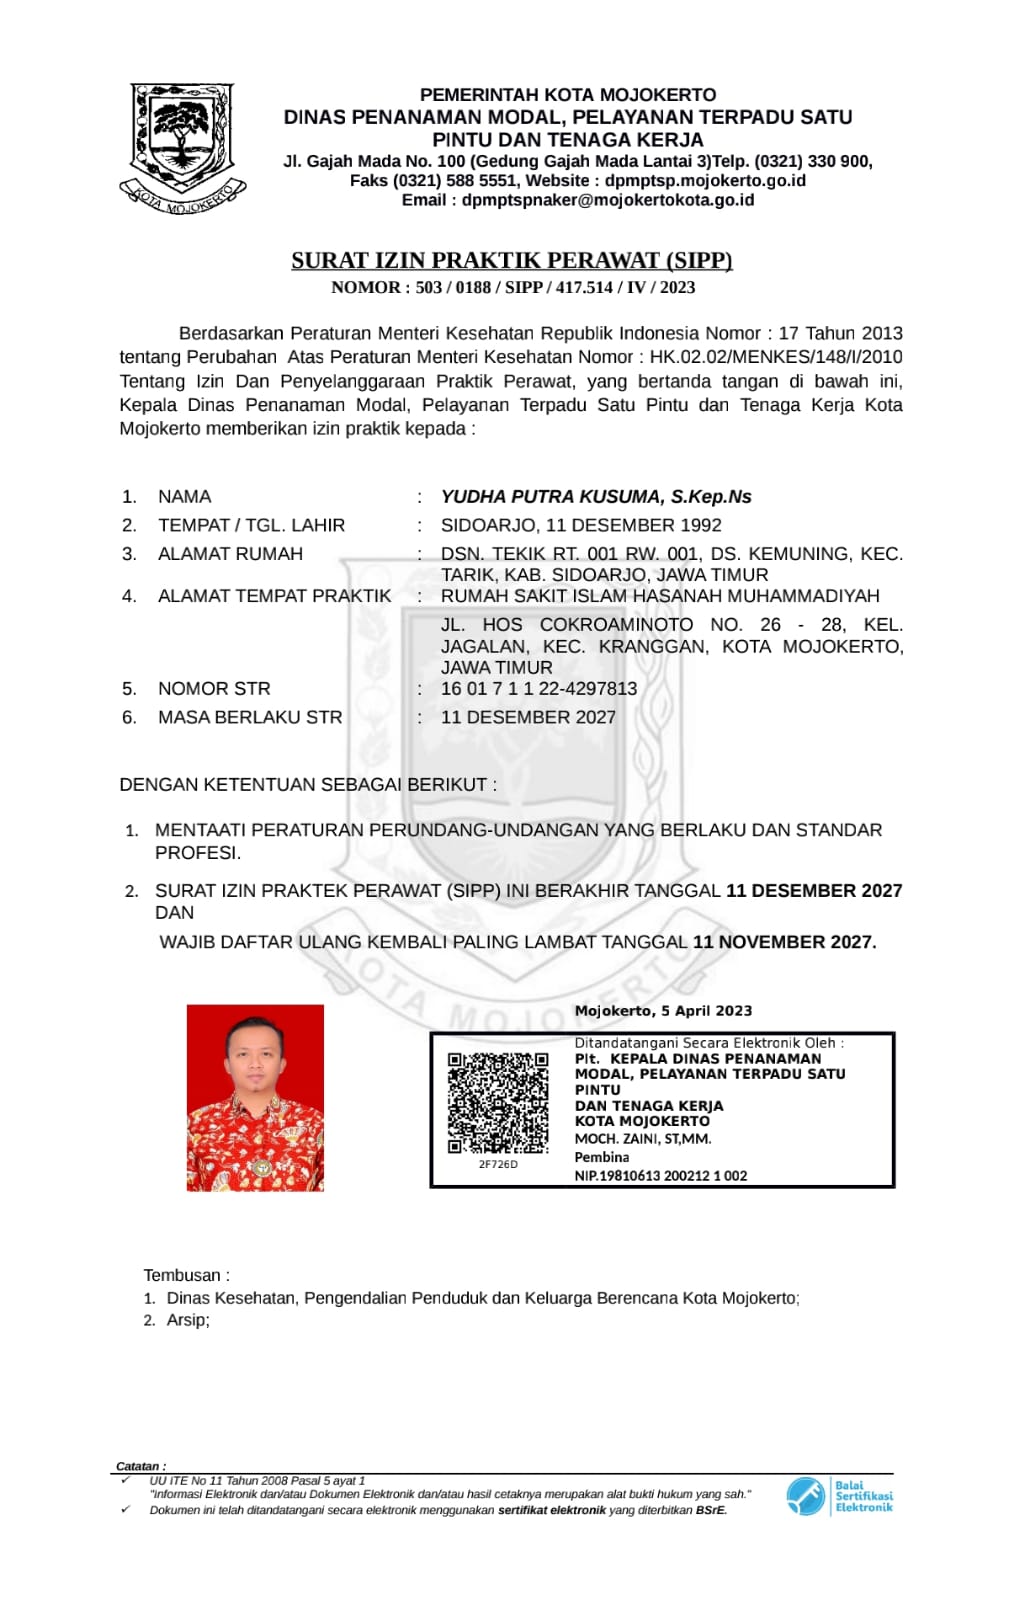 PEMERINTAH KOTA MOJOKERTO
DINAS PENANAMAN MODAL, PELAYANAN TERPADU SATU
PINTU DAN TENAGA KERJA
Jl. Gajah Mada No. 100 (Gedung Gajah Mada Lantai 3)Telp. (0321) 330 900,
Faks (0321) 588 5551, Website : dpmptsp.mojokerto.go.id
Email : dpmptspnaker@mojokertokota.go.id
KOTA MOJOKERTO
SURAT IZIN PRAKTIK PERAWAT (SIPP)
NOMOR : 503 / 0188 / SIPP / 417.514 / IV / 2023
Berdasarkan Peraturan Menteri Kesehatan Republik Indonesia Nomor : 17 Tahun 2013
tentang Perubahan Atas Peraturan Menteri Kesehatan Nomor : HK.02.02/MENKES/148/I/2010
Tentang Izin Dan Penyelanggaraan Praktik Perawat, yang bertanda tangan di bawah ini,
Kepala Dinas Penanaman Modal, Pelayanan Terpadu Satu Pintu dan Tenaga Kerja Kota
Mojokerto memberikan izin praktik kepada :
1. NAMA : YUDHA PUTRA KUSUMA, S.Kep.Ns
2. TEMPAT / TGL. LAHIR : SIDOARJO, 11 DESEMBER 1992
3. ALAMAT RUMAH : DSN. TEKIK RT. 001 RW. 001, DS. KEMUNING, KEC.
TARIK, KAB. SIDOARJO, JAWA TIMUR
4. ALAMAT TEMPAT PRAKTIK : RUMAH SAKIT ISLAM HASANAH MUHAMMADIYAH
JL. HOS COKROAMINOTO NO. 26 - 28, KEL.
JAGALAN, KEC. KRANGGAN, KOTA MOJOKERTO,
JAWA TIMUR
5. NOMOR STR : 16 01 7 1 1 22-4297813
6. MASA BERLAKU STR : 11 DESEMBER 2027
DENGAN KETENTUAN SEBAGAI BERIKUT :
1. MENTAATI PERATURAN PERUNDANG-UNDANGAN YANG BERLAKU DAN STANDAR
PROFESI.
2. SURAT IZIN PRAKTEK PERAWAT (SIPP) INI BERAKHIR TANGGAL 11 DESEMBER 2027
DAN
WAJIB DAFTAR ULANG KEMBALI PALING LAMBAT TANGGAL 11 NOVEMBER 2027.
KOTA MOJOKERTO
Mojokerto, 5 April 2023
Ditandatangani Secara Elektronik Oleh :
Plt. KEPALA DINAS PENANAMAN
MODAL, PELAYANAN TERPADU SATU
PINTU
DAN TENAGA KERJA
KOTA MOJOKERTO
MOCH. ZAINI, ST,MM.
Pembina
NIP.19810613 200212 1 002
2F726D
Tembusan :
1. Dinas Kesehatan, Pengendalian Penduduk dan Keluarga Berencana Kota Mojokerto;
2. Arsip;
Catatan :
✓ UU ITE No 11 Tahun 2008 Pasal 5 ayat 1
"Informasi Elektronik dan/atau Dokumen Elektronik dan/atau hasil cetaknya merupakan alat bukti hukum yang sah."
✓ Dokumen ini telah ditandatangani secara elektronik menggunakan sertifikat elektronik yang diterbitkan BSrE.
Balai
Sertifikasi
Elektronik